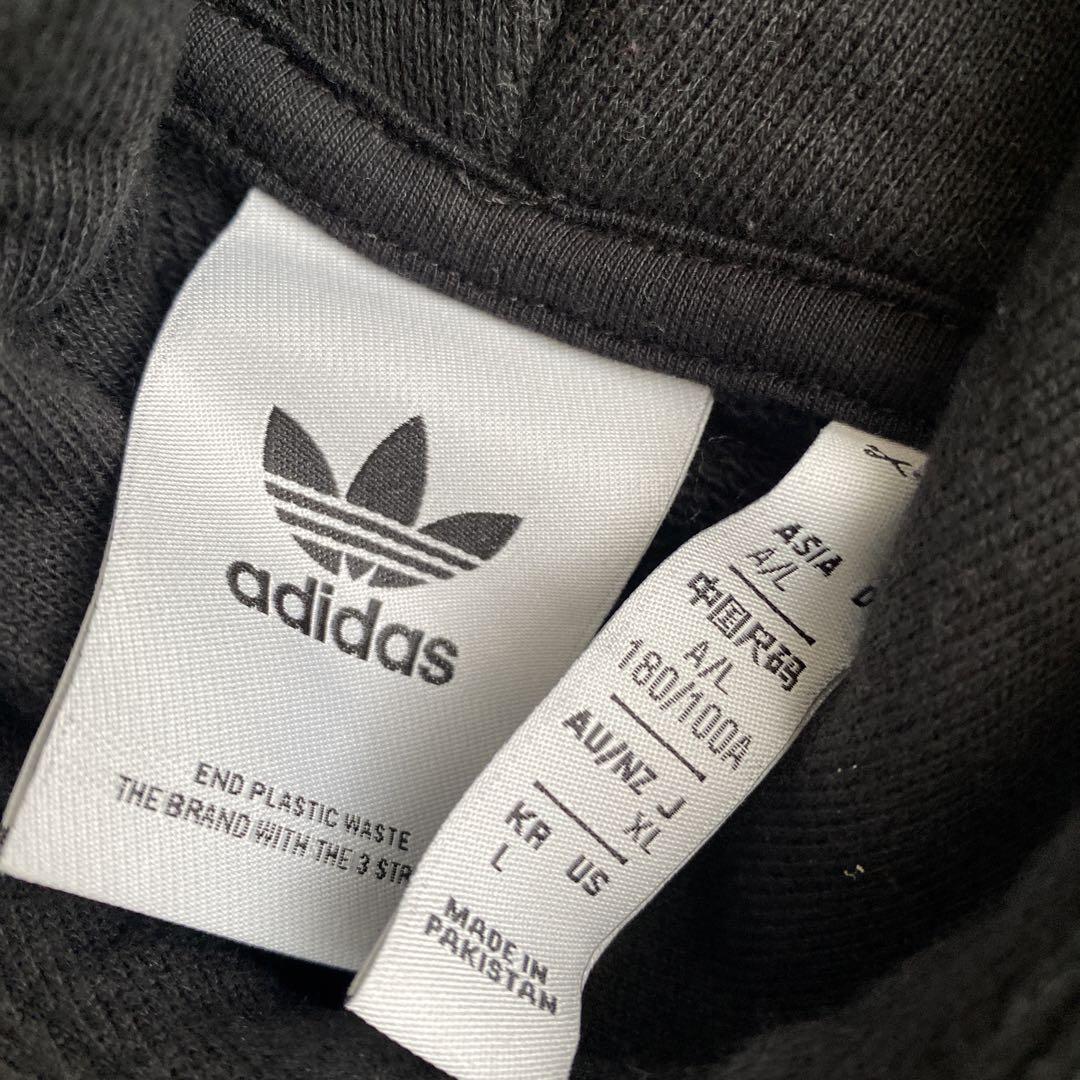 adidas
END PLASTIC WASTE
THE BRAND WITH THE 3
ASIA D
A/L
中国尺码
A/L
180/100A
AU/NZ J
XL
KR US
L
MADE IN
PAKISTAN